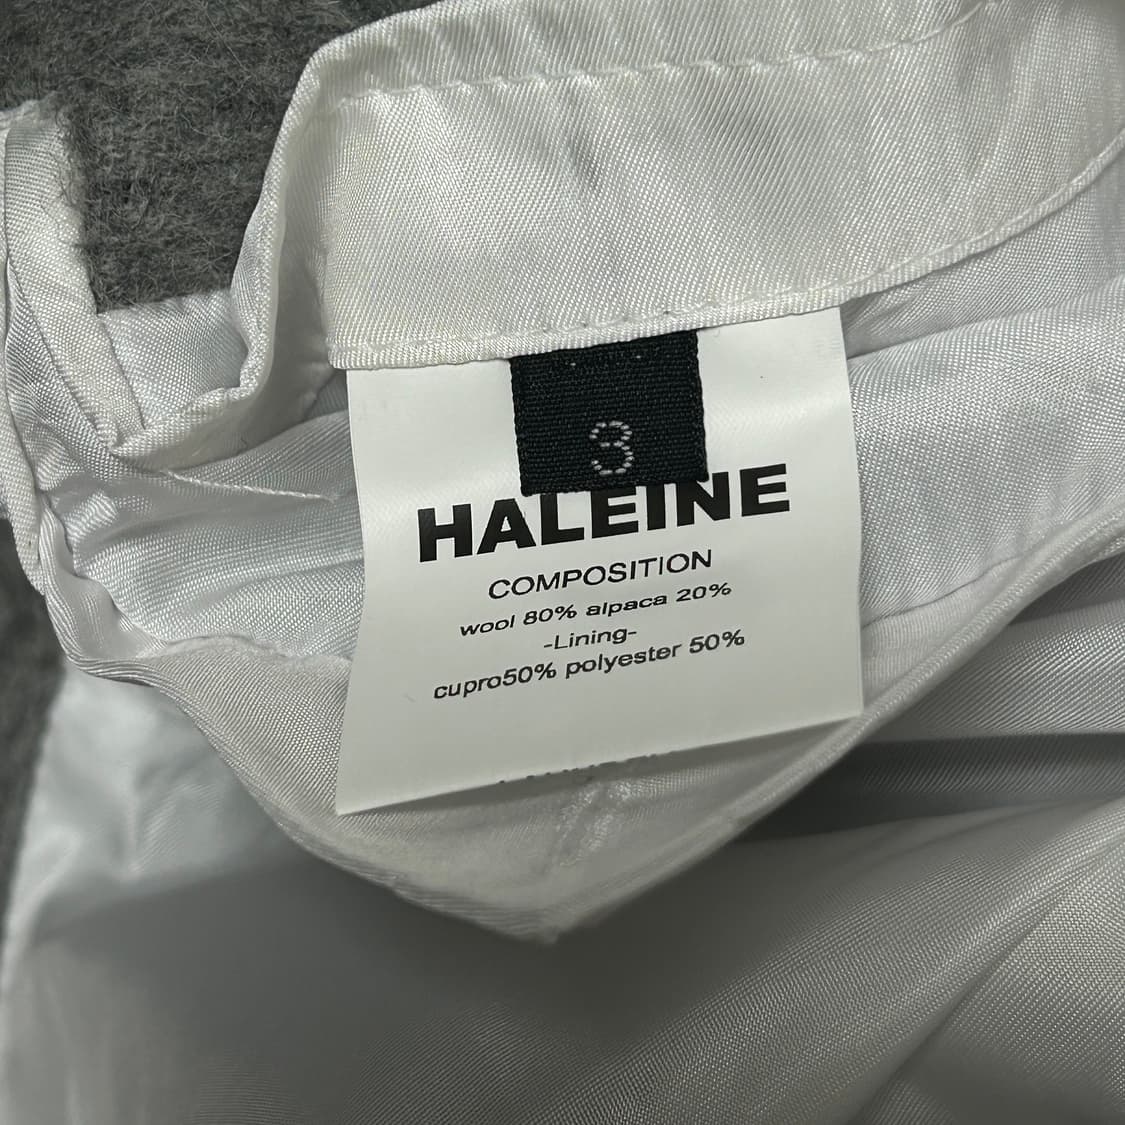 3
HALEINE
COMPOSITION
wool 80% alpaca 20%
-Lining-
cupro50% polyester 50%